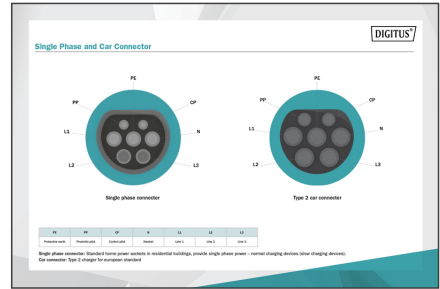 DIGITUS®
Single Phase and Car Connector
PE
PP
CP
L1
N
L2
L3
Single phase connector
PE
PP
CP
L1
N
L2
L3
Type 2 car connector
PE PP CP N L1 L2 L3
Protective earth Proximity pilot Control pilot Neutral Line 1 Line 2 Line 3
Single phase connector: Standard home power sockets in residential buildings, provide single phase power – normal charging devices (slow charging devices).
Car connector: Type 2 charger for european standard